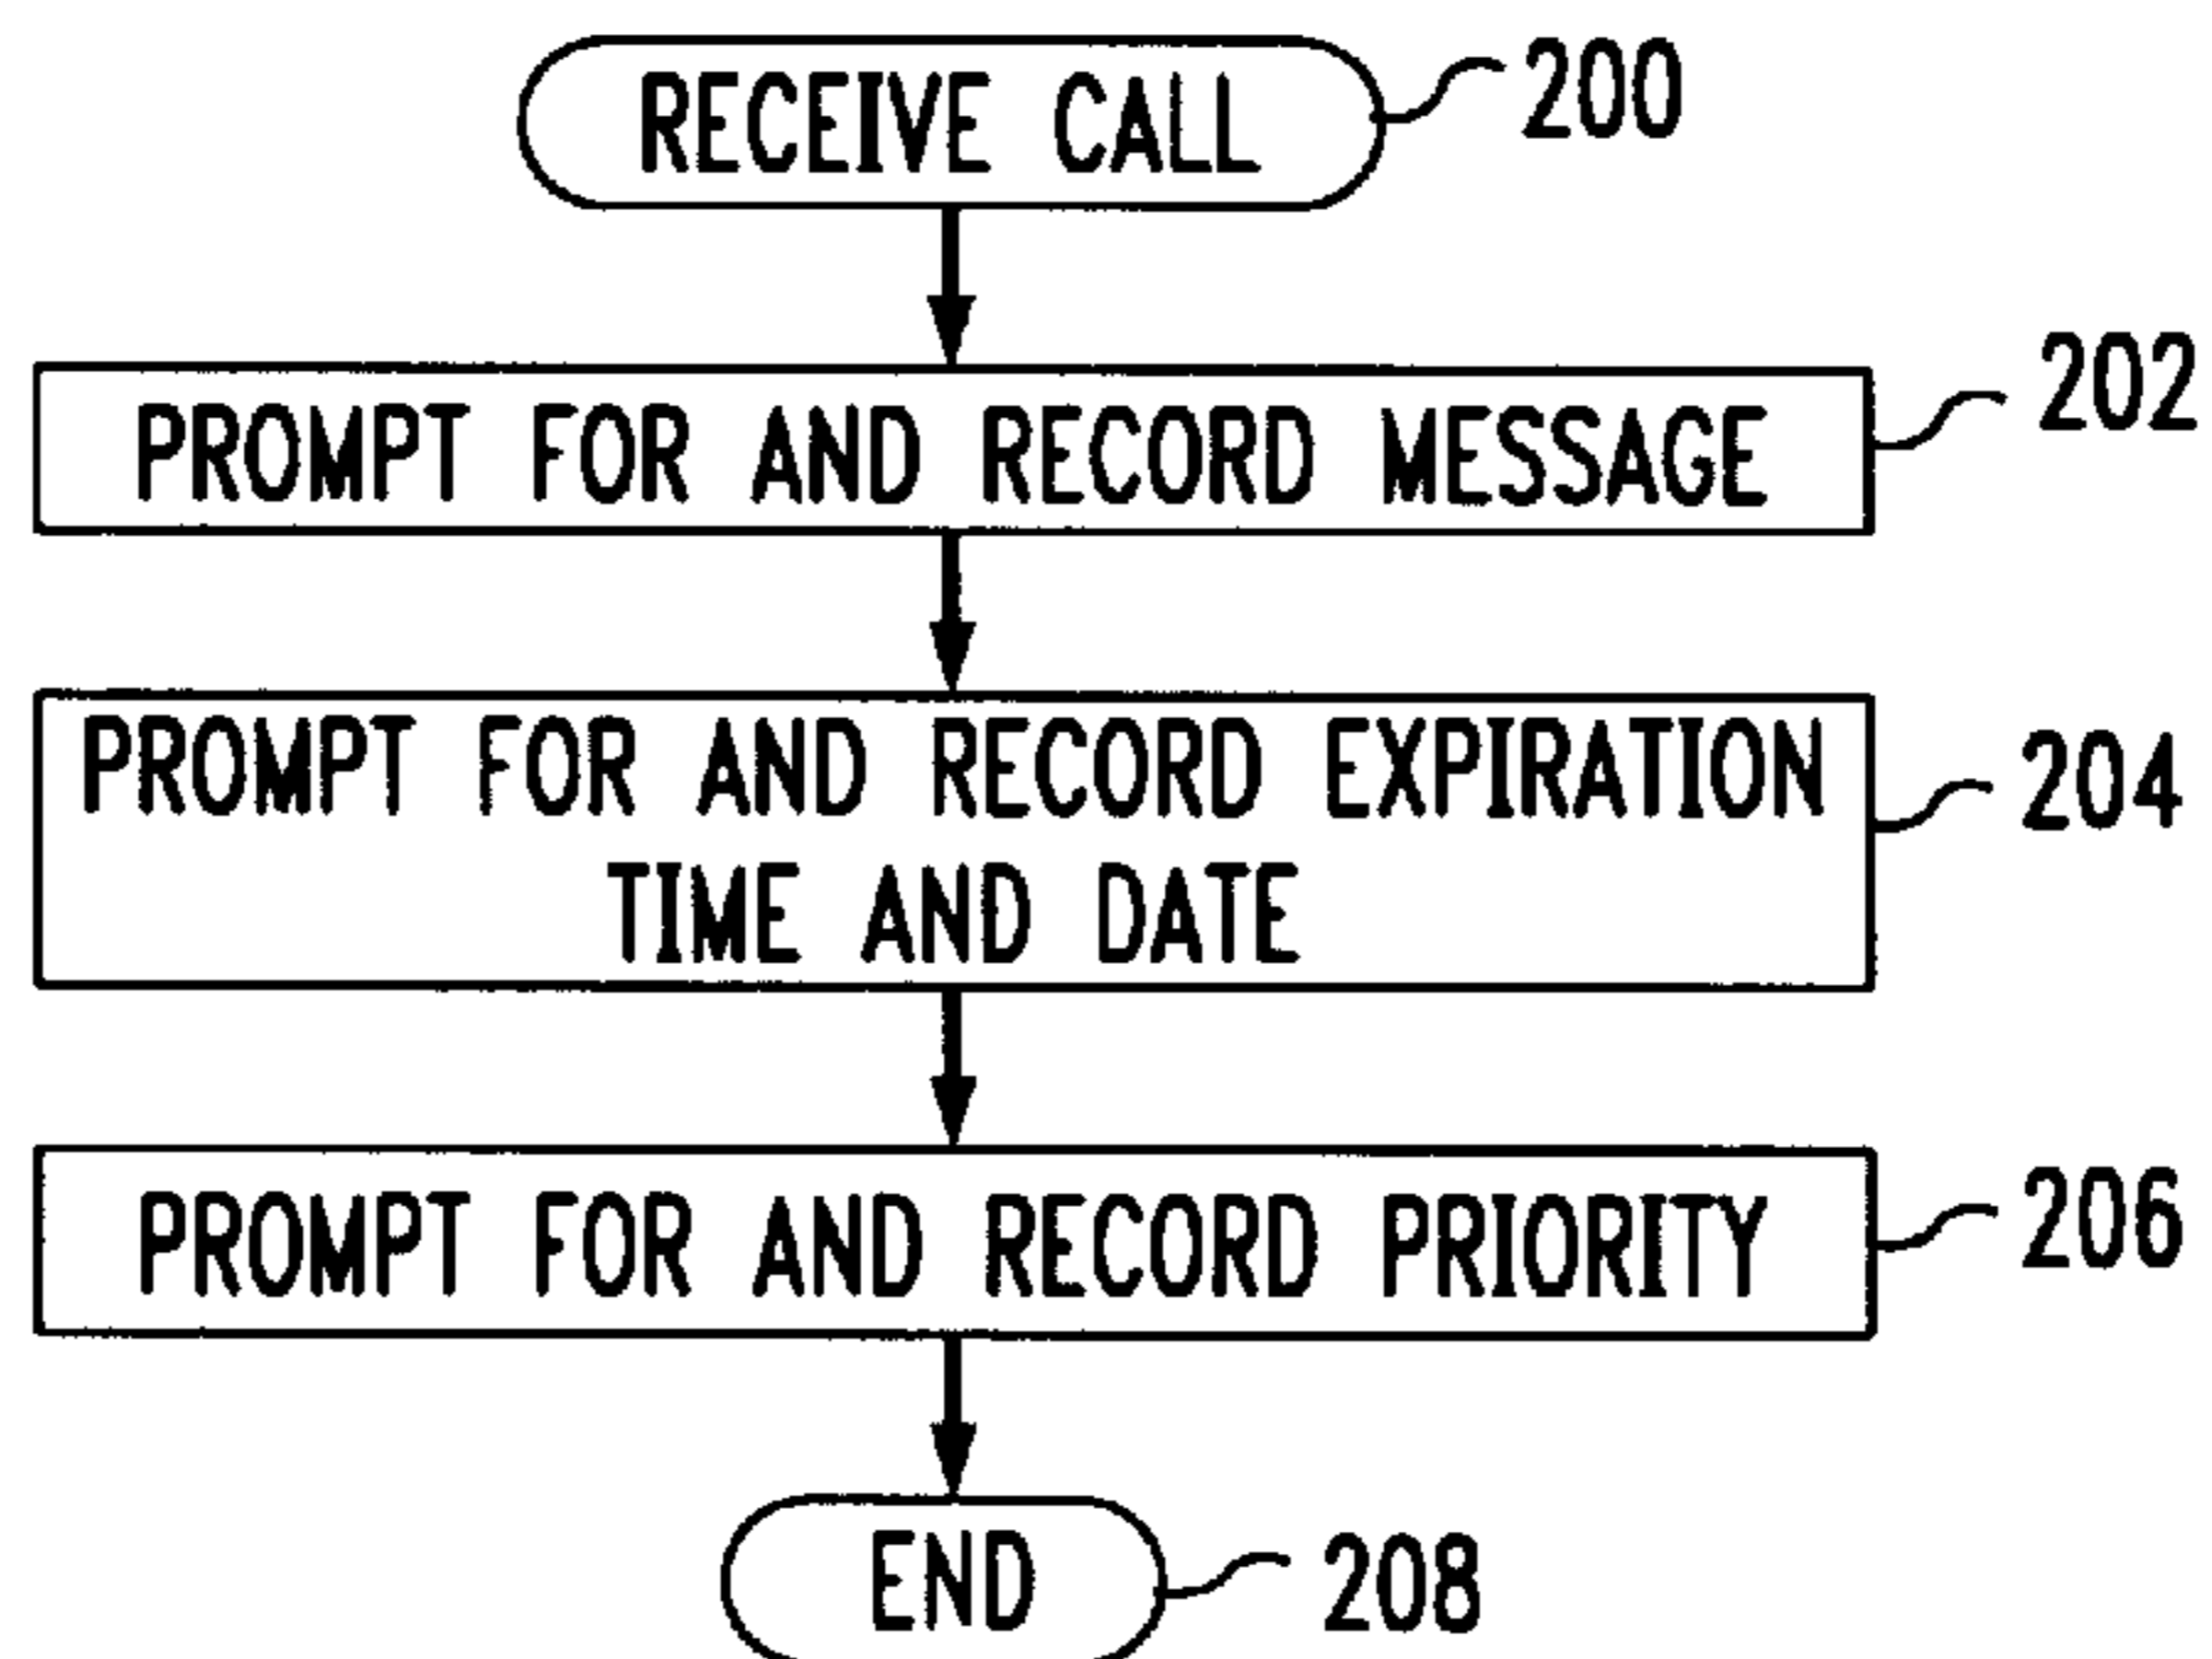 RECEIVE CALL 200
PROMPT FOR AND RECORD MESSAGE 202
PROMPT FOR AND RECORD EXPIRATION
TIME AND DATE
204
PROMPT FOR AND RECORD PRIORITY 206
END 208